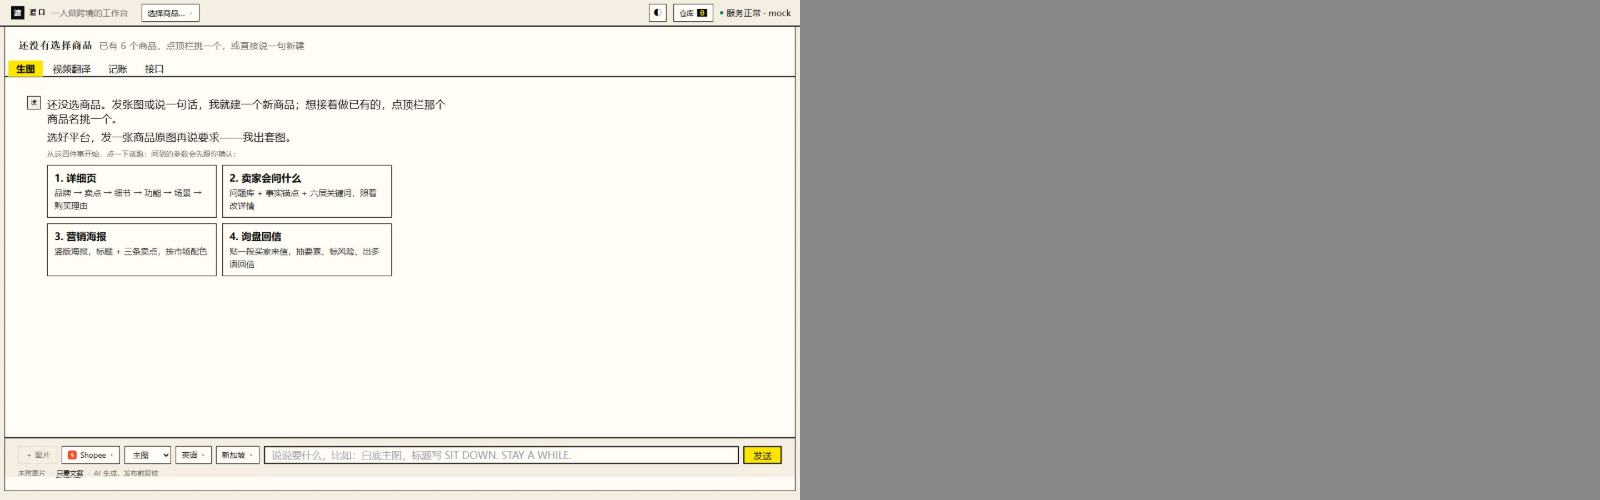 渡 渡口 一人做跨境的工作台 选择商品...
仓库 0 服务正常 · mock
还没有选择商品 已有 6 个商品，点顶栏挑一个，或直接说一句新建
生图 视频翻译 记账 接口
渡 还没选商品。发张图或说一句话，我就建一个新商品；想接着做已有的，点顶栏那个
商品名挑一个。
选好平台，发一张商品原图再说要求——我出套图。
从这四件事开始，点一下就跑；问到的参数会先跟你确认：
1. 详细页
品牌 → 卖点 → 细节 → 功能 → 场景 →
购买理由
2. 卖家会问什么
问题库 + 事实锚点 + 六层关键词，照着
改详情
3. 营销海报
竖版海报，标题 + 三条卖点，按市场配色
4. 询盘回信
贴一段买家来信，抽要素、标风险、出多
语回信
+ 图片 Shopee 主图 英语 新加坡 说说要什么，比如：白底主图，标题写 SIT DOWN. STAY A WHILE. 发送
未附图片 · 只要文案 · AI 生成，发布前复核